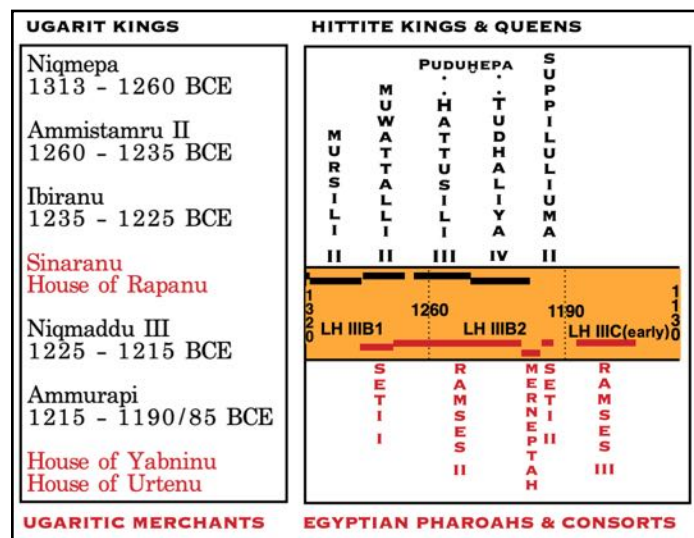 UGARIT KINGS
Niqmepa
1313 - 1260 BCE
Ammistamru II
1260 - 1235 BCE
Ibiranu
1235 - 1225 BCE
Sinaranu
House of Rapanu
Niqmaddu III
1225 - 1215 BCE
Ammurapi
1215 - 1190/85 BCE
House of Yabninu
House of Urtenu
UGARITIC MERCHANTS
HITTITE KINGS & QUEENS
PUDUḪEPA
MURSILI II
MUWATTALLI II
HATTUSILI III
TUDHALIYA IV
SUPPILULIUMA II
1320
1260
1190
1130
LH IIIB1
LH IIIB2
LH IIIC(early)
SETI I
RAMSES II
MERNEPTAH
SETI II
RAMSES III
EGYPTIAN PHAROAHS & CONSORTS